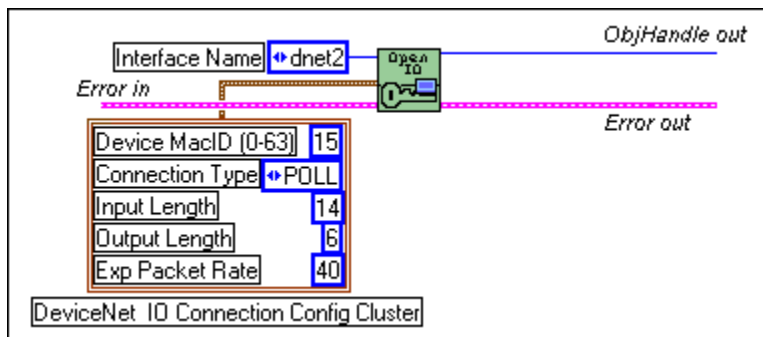 ObjHandle out
Interface Name dnet2
Open
IO
Error in
Error out
Device MacID (0-63) 15
Connection Type POLL
Input Length 14
Output Length 6
Exp Packet Rate 40
DeviceNet IO Connection Config Cluster